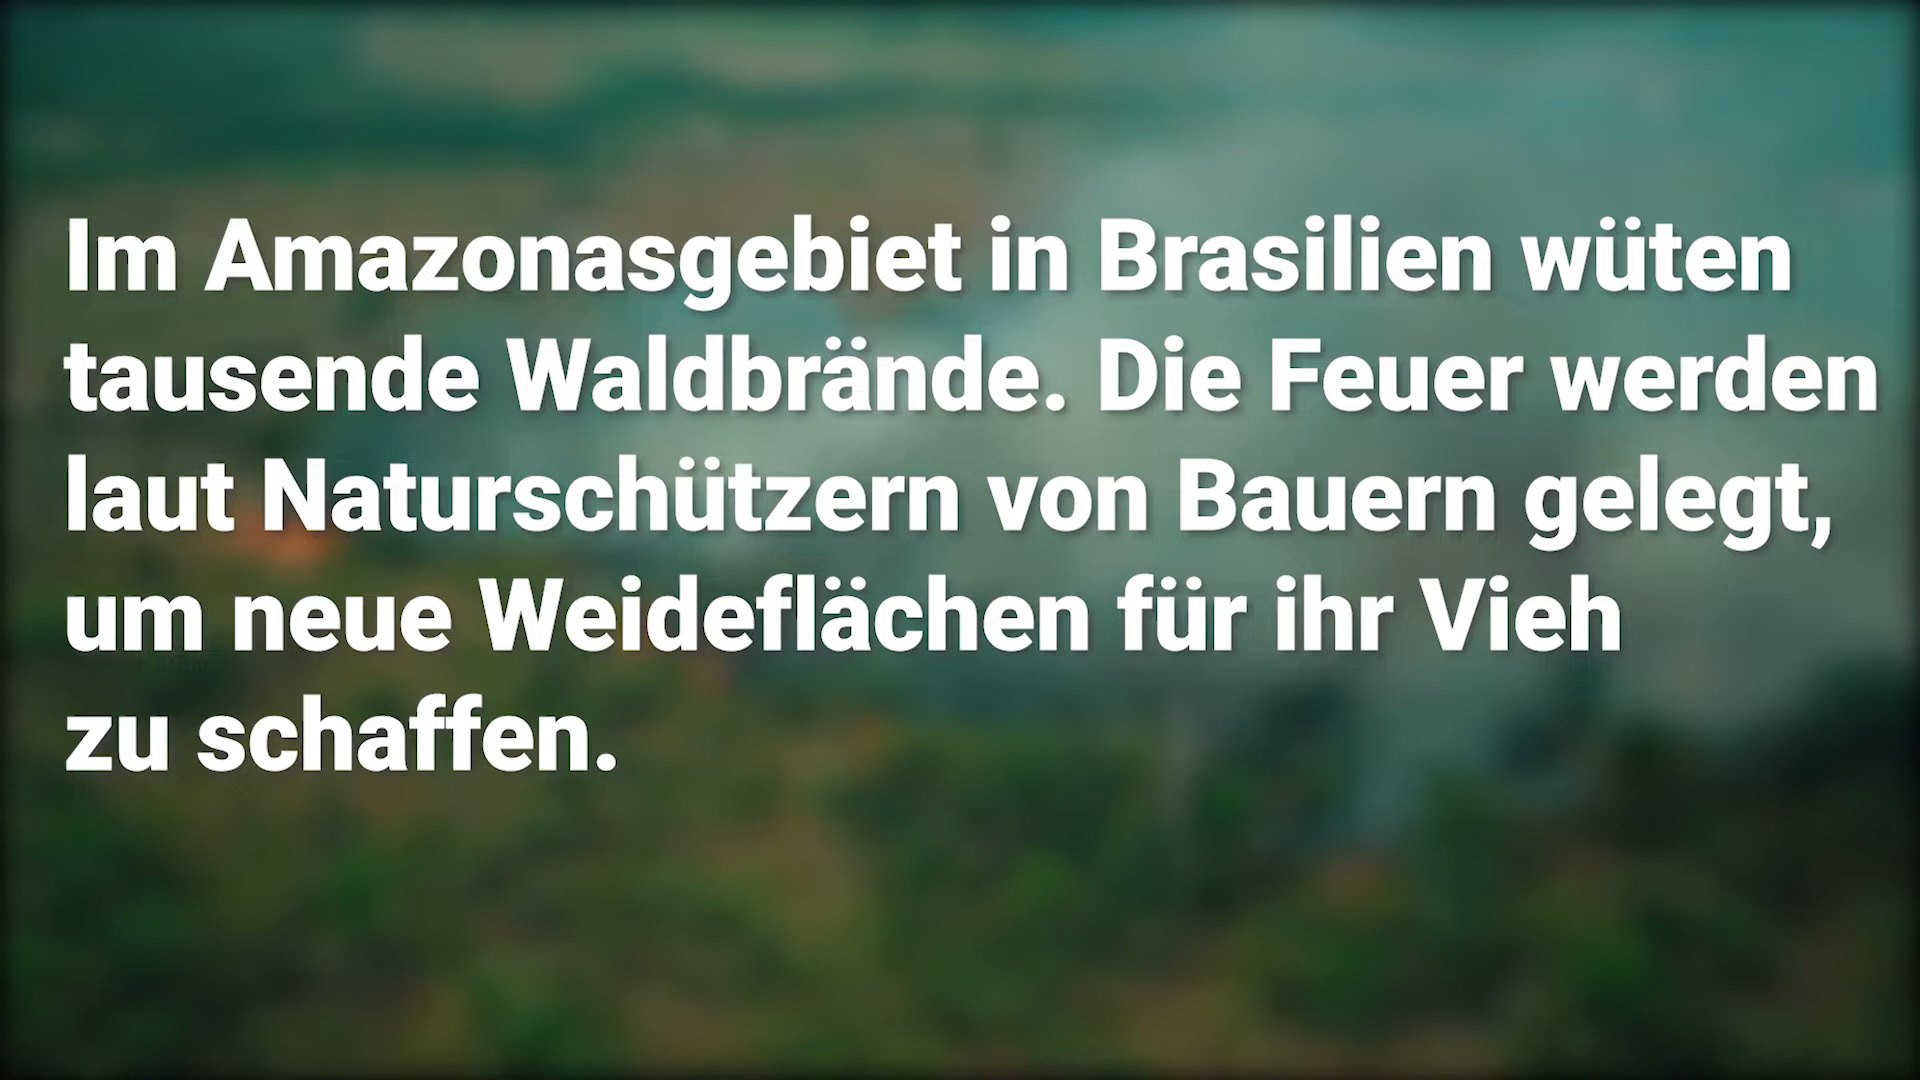 Im Amazonasgebiet in Brasilien wüten
tausende Waldbrände. Die Feuer werden
laut Naturschützern von Bauern gelegt,
um neue Weideflächen für ihr Vieh
zu schaffen.